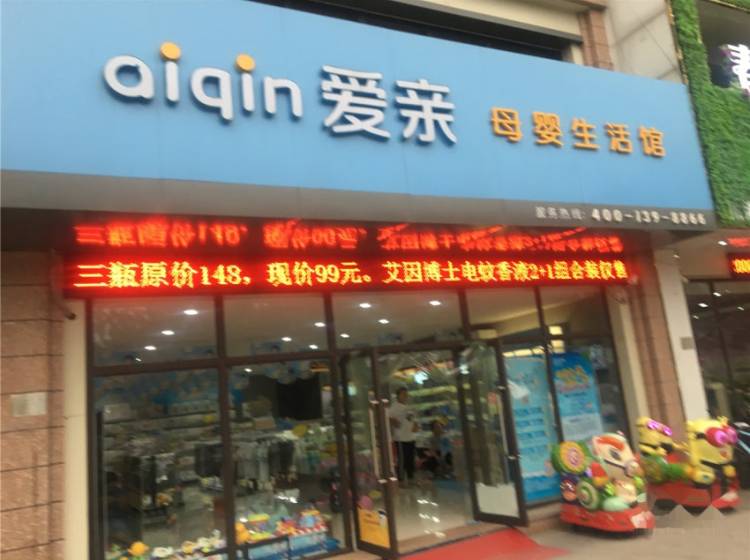 aiqin 爱亲 母婴生活馆
服务热线: 400-139-8866
三瓶原价148，现价99元。艾因博士电蚊香液2+1组合装仅售